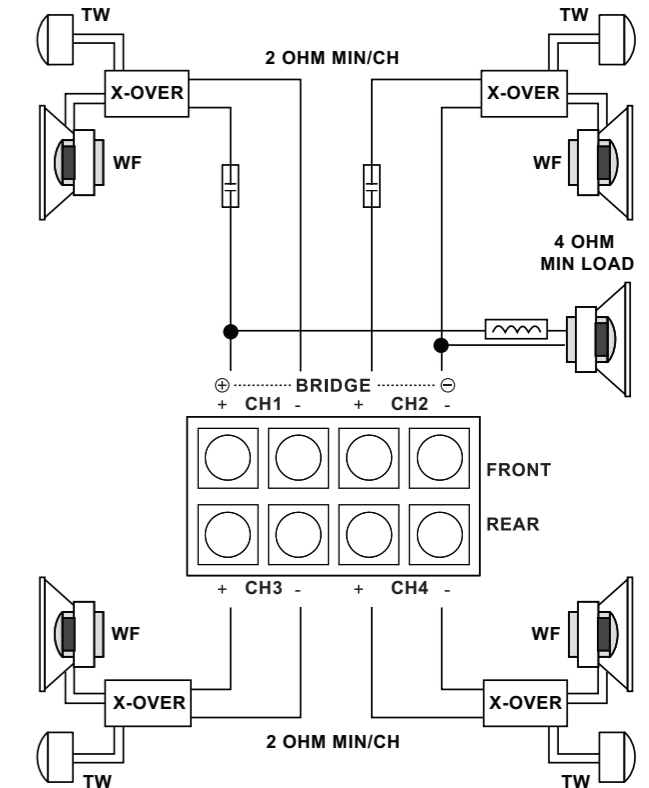 TW TW
2 OHM MIN/CH
X-OVER X-OVER
WF WF
4 OHM
MIN LOAD
⊕ BRIDGE ⊖
+ CH1 - + CH2 -
FRONT
REAR
+ CH3 - + CH4 -
WF WF
X-OVER X-OVER
2 OHM MIN/CH
TW TW